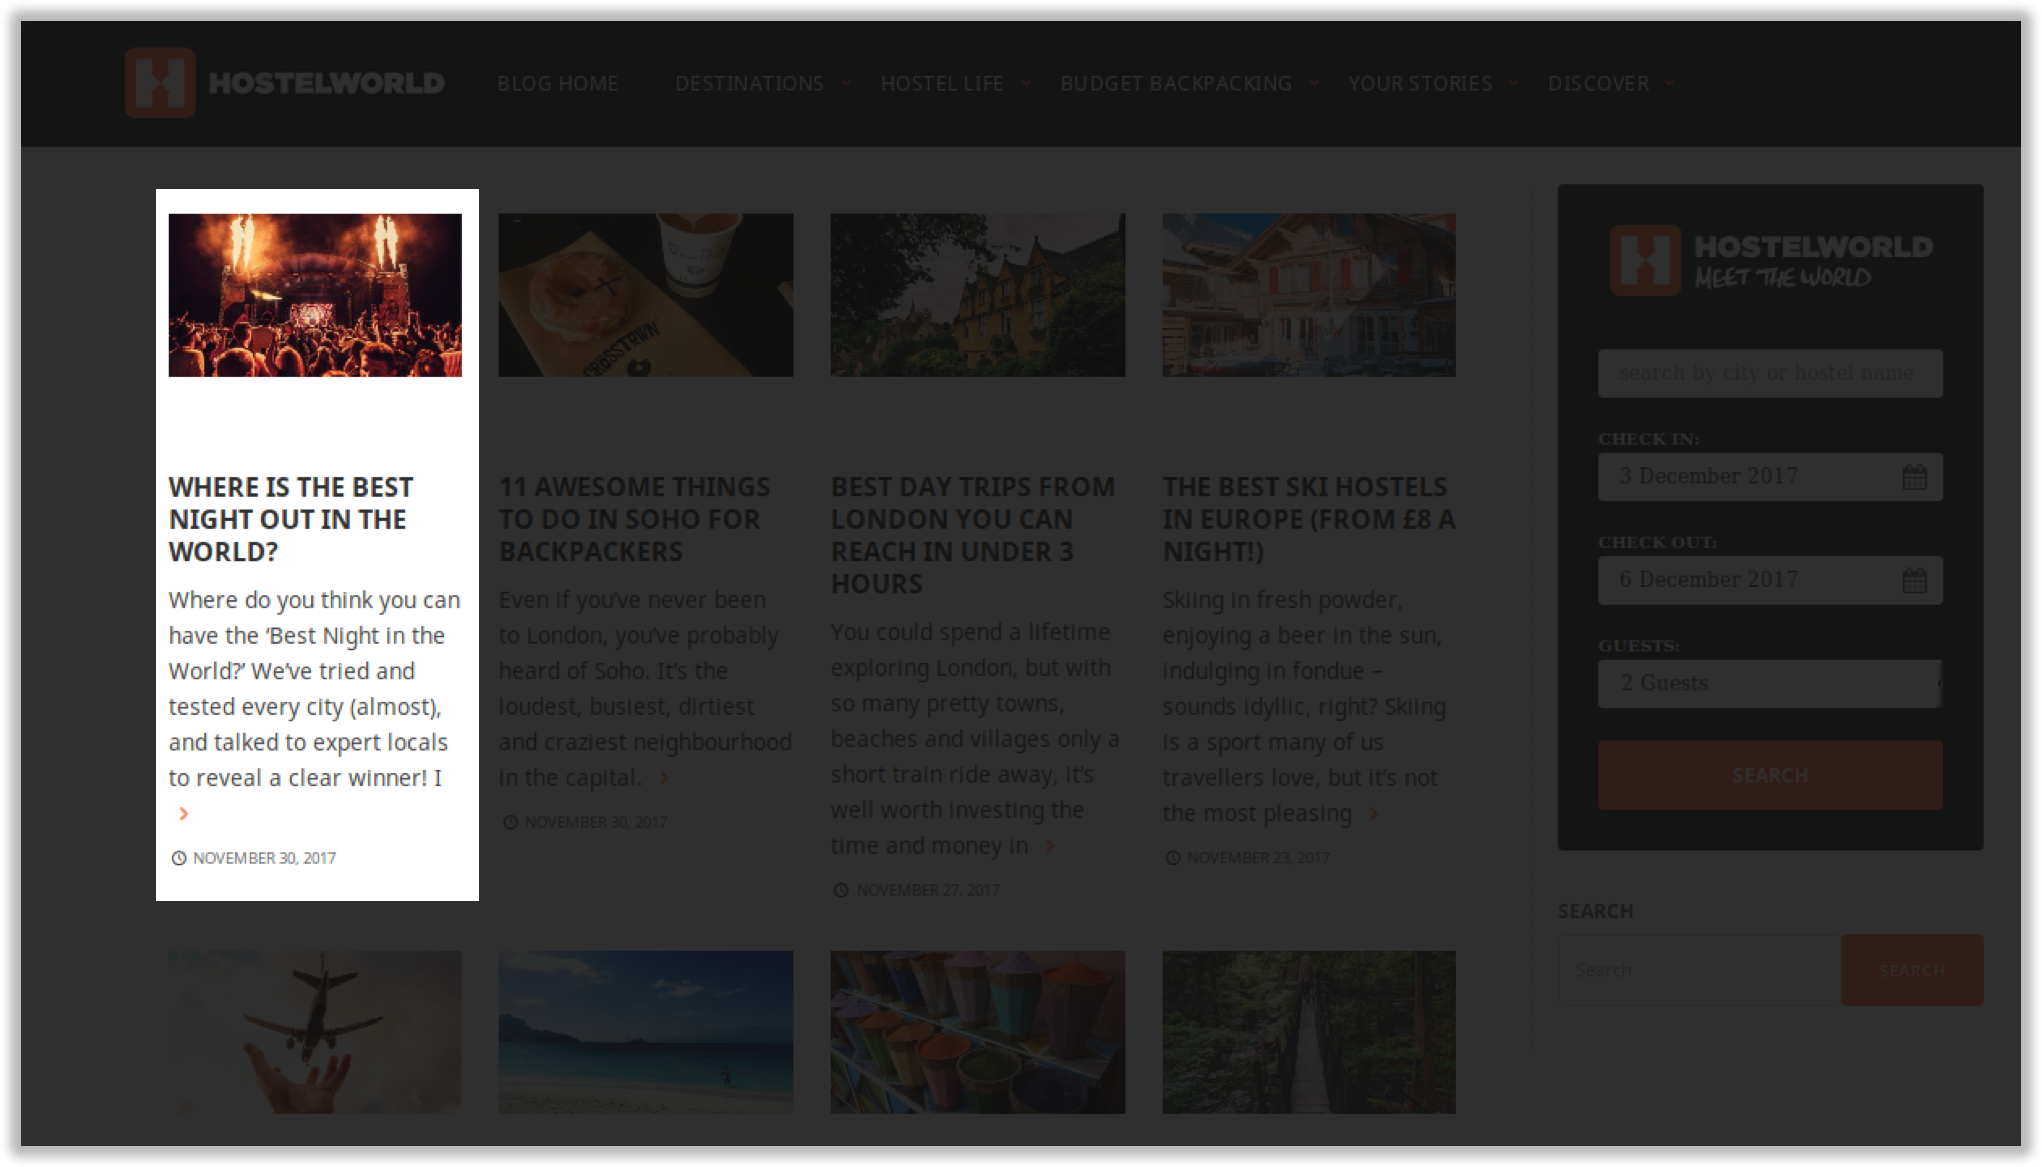 HOSTELWORLD
BLOG HOME
DESTINATIONS
HOSTEL LIFE
BUDGET BACKPACKING
YOUR STORIES
DISCOVER
WHERE IS THE BEST
NIGHT OUT IN THE
WORLD?
Where do you think you can
have the ‘Best Night in the
World?’ We’ve tried and
tested every city (almost),
and talked to expert locals
to reveal a clear winner! I
NOVEMBER 30, 2017
CROSSTOWN
11 AWESOME THINGS
TO DO IN SOHO FOR
BACKPACKERS
Even if you’ve never been
to London, you’ve probably
heard of Soho. It’s the
loudest, busiest, dirtiest
and craziest neighbourhood
in the capital.
NOVEMBER 30, 2017
BEST DAY TRIPS FROM
LONDON YOU CAN
REACH IN UNDER 3
HOURS
You could spend a lifetime
exploring London, but with
so many pretty towns,
beaches and villages only a
short train ride away, it’s
well worth investing the
time and money in
NOVEMBER 27, 2017
THE BEST SKI HOSTELS
IN EUROPE (FROM £8 A
NIGHT!)
Skiing in fresh powder,
enjoying a beer in the sun,
indulging in fondue –
sounds idyllic, right? Skiing
is a sport many of us
travellers love, but it’s not
the most pleasing
NOVEMBER 23, 2017
HOSTELWORLD
MEET THE WORLD
search by city or hostel name
CHECK IN:
3 December 2017
CHECK OUT:
6 December 2017
GUESTS:
2 Guests
SEARCH
SEARCH
Search
SEARCH